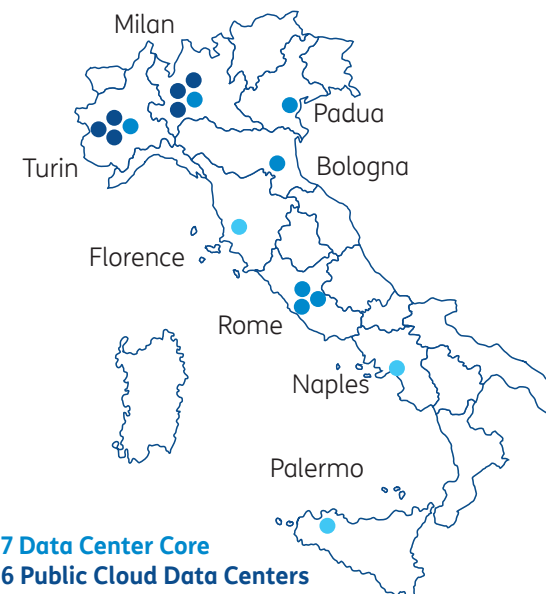 Milan
Padua
Turin
Bologna
Florence
Rome
Naples
Palermo
7 Data Center Core
6 Public Cloud Data Centers